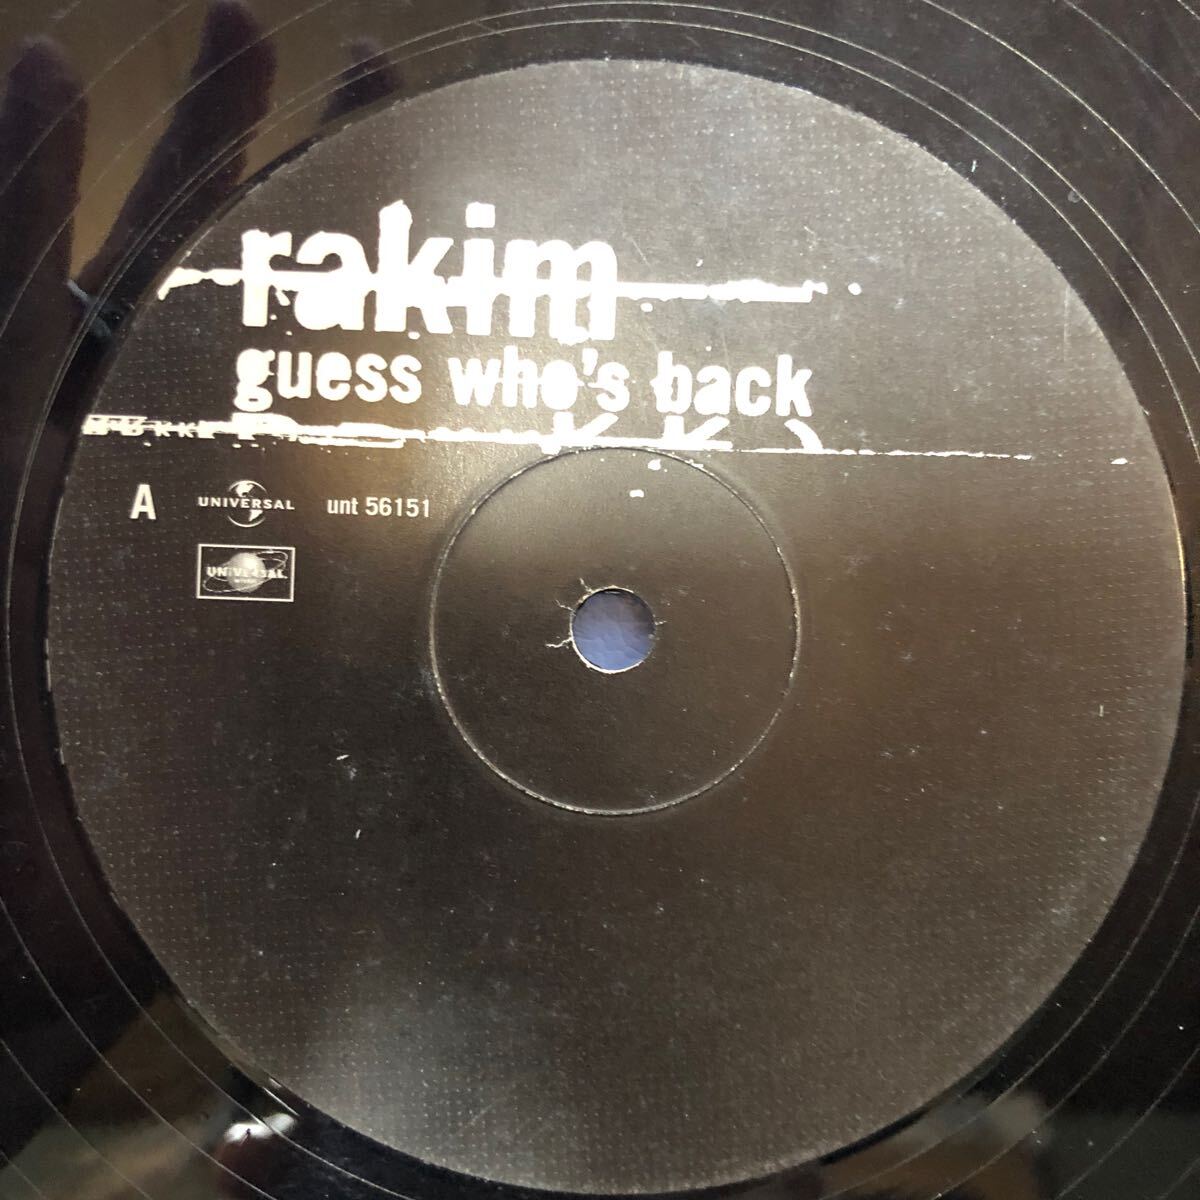 rakim
guess who's back
A
UNIVERSAL
unt 56151
UNIVERSAL